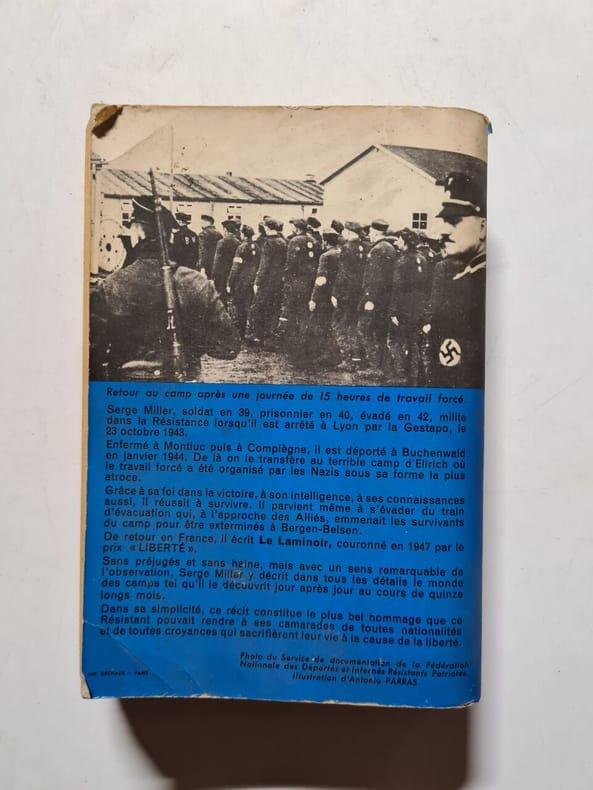 Retour au camp après une journée de 15 heures de travail forcé
Serge Miller, soldat en 39, prisonnier en 40, évadé en 42, milite
dans la Résistance lorsqu'il est arrêté à Lyon par la Gestapo, le
23 octobre 1943.
Enfermé à Montluc puis à Compiègne, il est déporté à Buchenwald
en janvier 1944. De là on le transfère au terrible camp d'Ellrich où
le travail forcé a été organisé par les Nazis sous sa forme la plus
atroce.
Grâce à sa foi dans la victoire, à son intelligence, à ses connaissances
aussi, il réussit à survivre. Il parvient même à s'évader du train
d'évacuation qui, à l'approche des Alliés, emmenait les survivants
du camp pour être exterminés à Bergen-Belsen.
De retour en France, il écrit Le Laminoir, couronné en 1947 par le
prix « LIBERTÉ ».
Sans préjugés et sans haine, mais avec un sens remarquable de
l'observation, Serge Miller y décrit dans tous les détails le monde
des camps tel qu'il le découvrit jour après jour au cours de quinze
longs mois.
Dans sa simplicité, ce récit constitue le plus bel hommage que ce
Résistant pouvait rendre à ses camarades de toutes nationalités
et de toutes croyances qui sacrifièrent leur vie à la cause de la liberté.
Photo du Service de documentation de la Fédération
Nationale des Déportés et Internés Résistants Patriotes
Illustration d'Antonio PARRAS
PARIS